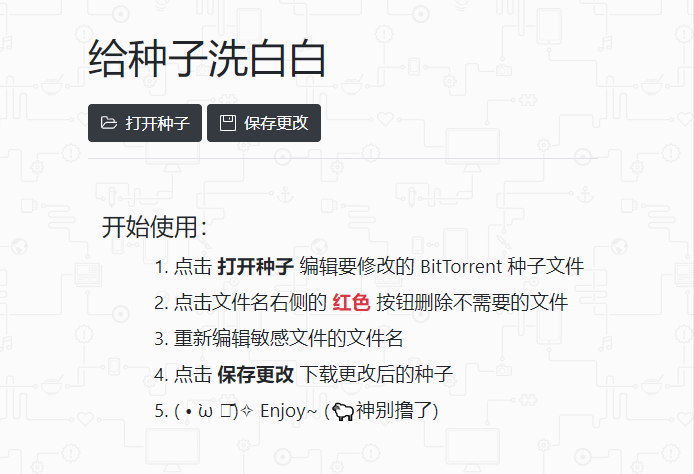 给种子洗白白
打开种子 保存更改
开始使用：
1. 点击 打开种子 编辑要修改的 BitTorrent 种子文件
2. 点击文件名右侧的 红色 按钮删除不需要的文件
3. 重新编辑敏感文件的文件名
4. 点击 保存更改 下载更改后的种子
5. ( • ̀ω □)✧ Enjoy~ (🐑神别撸了)